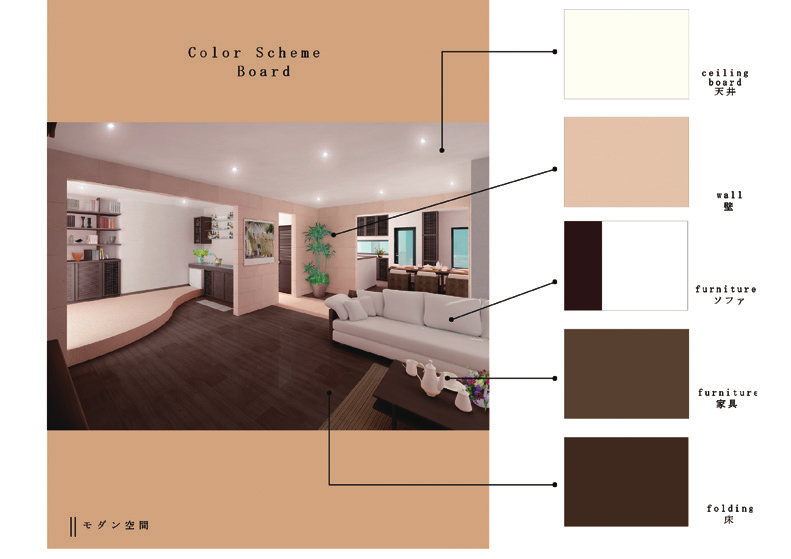 Color Scheme
Board
ceiling
board
天井
wall
壁
furniture
ソファ
furniture
家具
folding
床
モダン空間